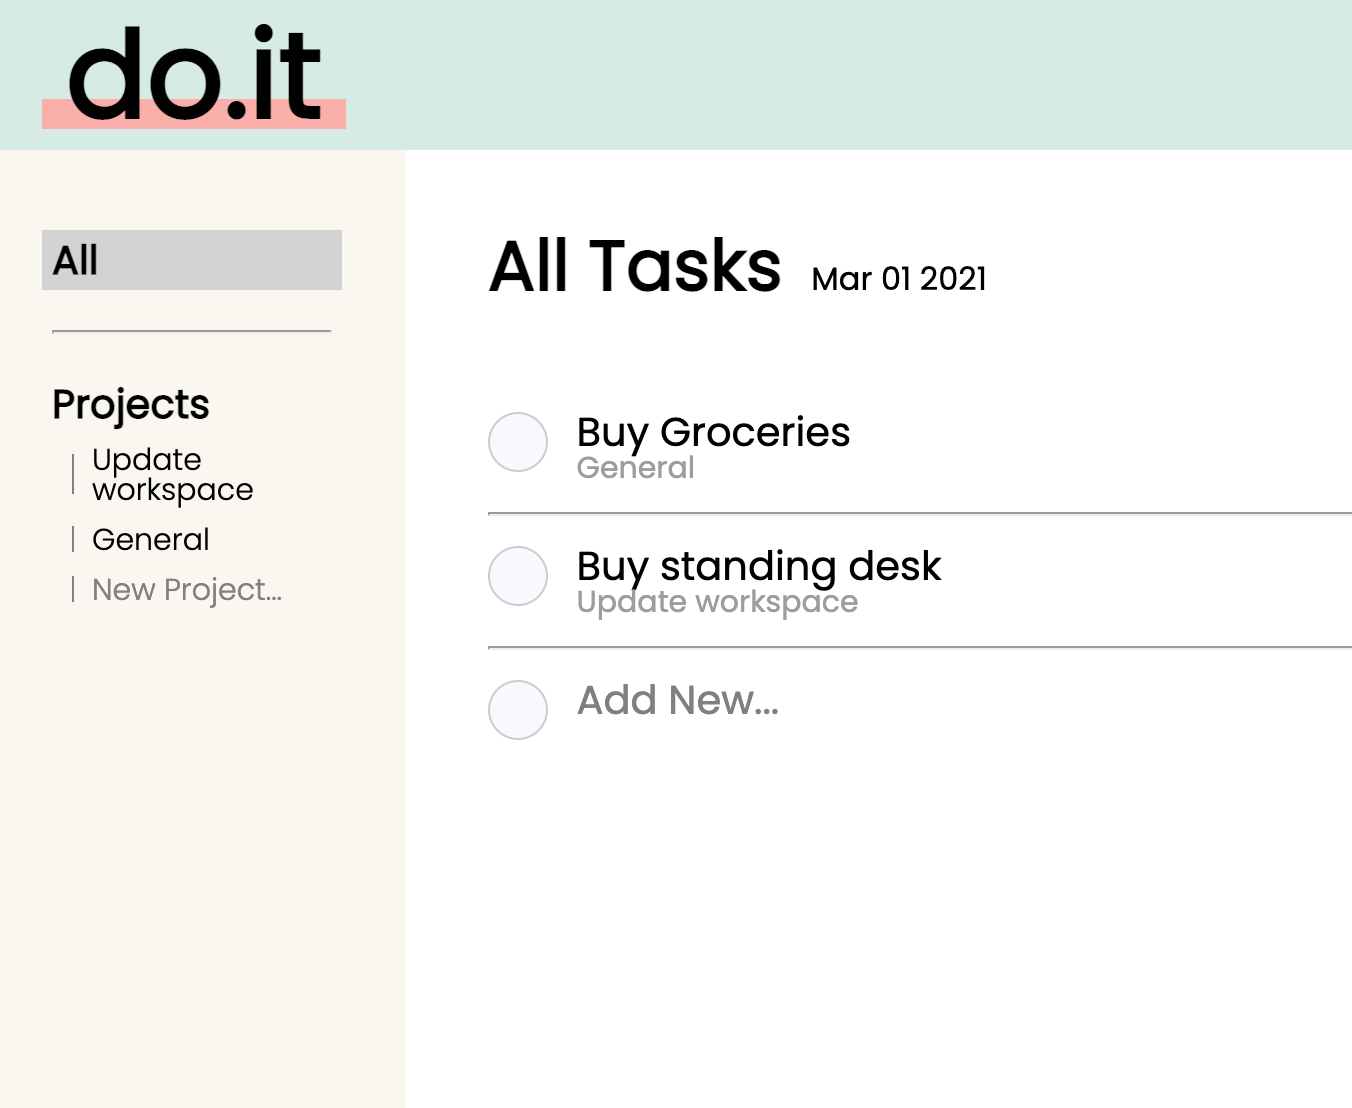 do.it
All
Projects
Update
workspace
General
New Project...
All Tasks Mar 01 2021
Buy Groceries
General
Buy standing desk
Update workspace
Add New...